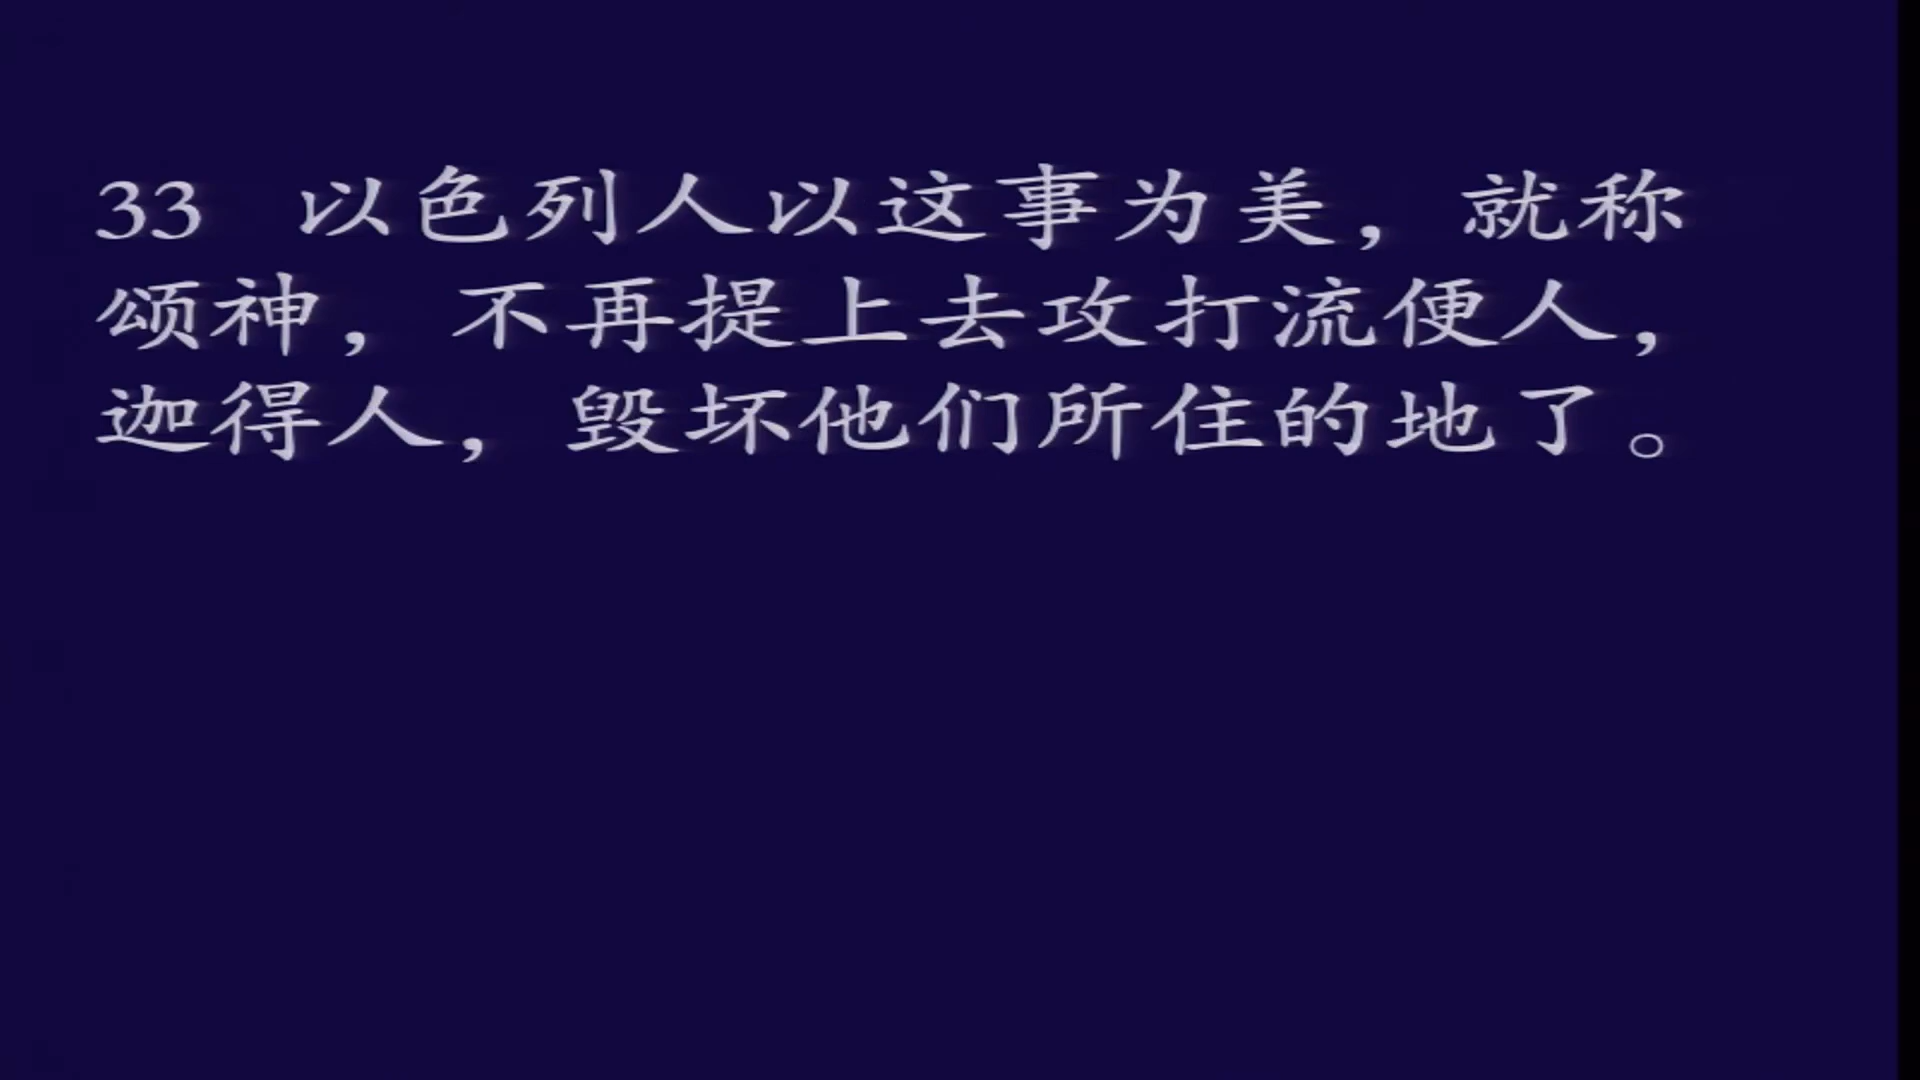 33 以色列人以这事为美，就称
颂神，不再提上去攻打流便人，
迦得人，毁坏他们所住的地了。